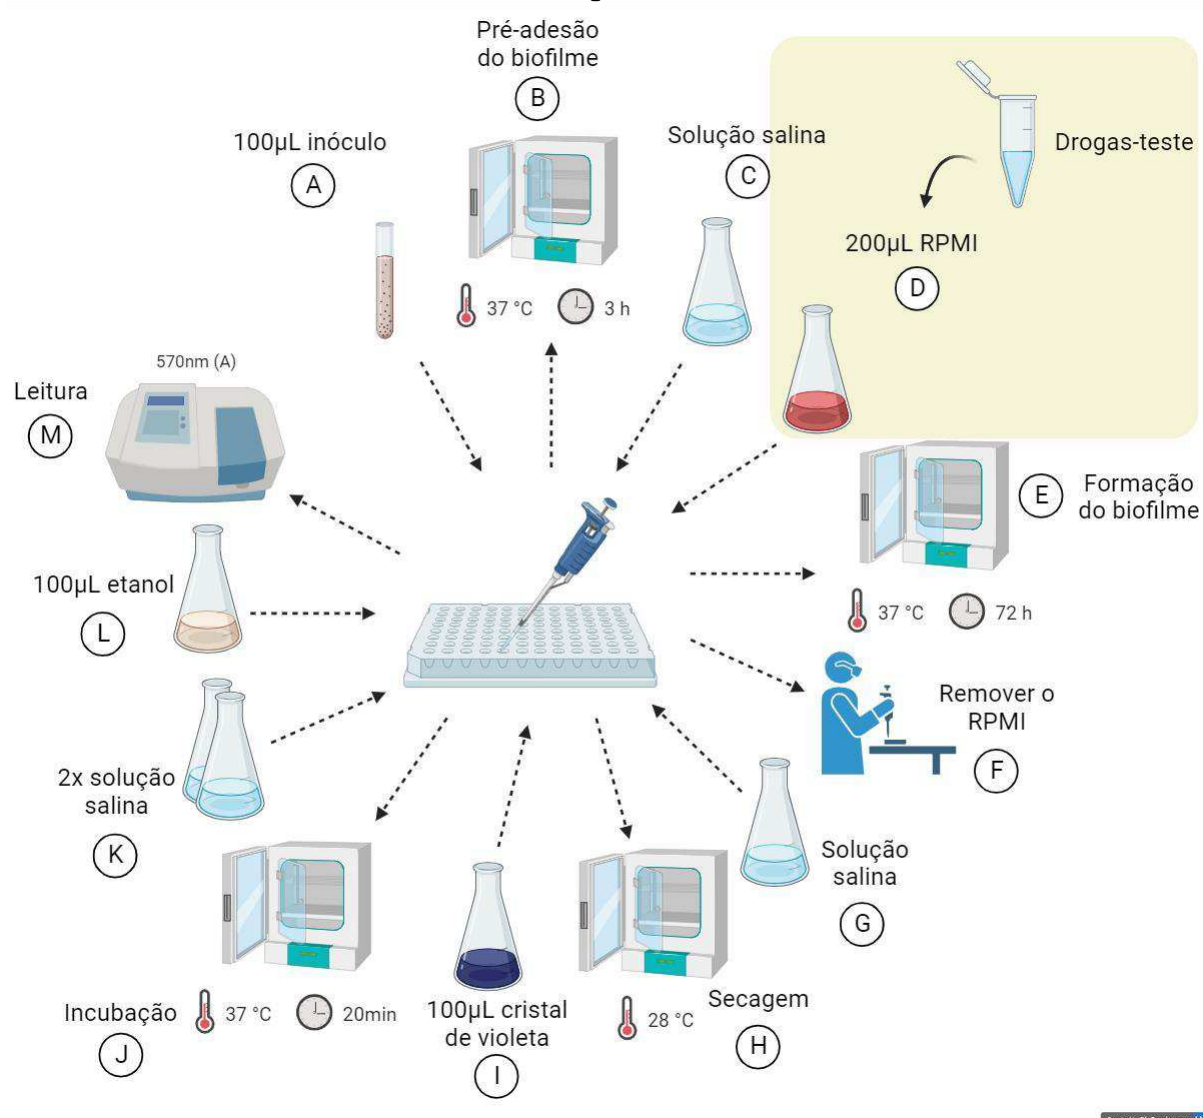 Pré-adesão
do biofilme
B
100µL inóculo
A
37 °C
3 h
Solução salina
C
Drogas-teste
200µL RPMI
D
E
Formação
do biofilme
37 °C
72 h
Remover o
RPMI
F
Solução
salina
G
Secagem
28 °C
H
100µL cristal
de violeta
I
Incubação
37 °C
20min
J
2x solução
salina
K
100µL etanol
L
570nm (A)
Leitura
M